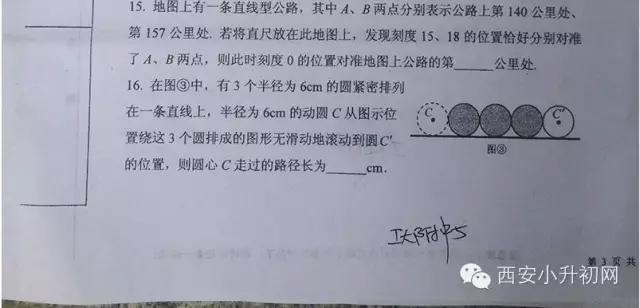 15. 地图上有一条直线型公路，其中 A、B 两点分别表示公路上第 140 公里处、
第 157 公里处. 若将直尺放在此地图上，发现刻度 15、18 的位置恰好分别对准
了 A、B 两点，则此时刻度 0 的位置对准地图上公路的第______公里处.
16. 在图③中，有 3 个半径为 6cm 的圆紧密排列
在一条直线上，半径为 6cm 的动圆 C 从图示位
置绕这 3 个圆排成的图形无滑动地滚动到圆C′
的位置，则圆心 C 走过的路径长为______cm.
C C′
图③
第 3 页 共
西安小升初网